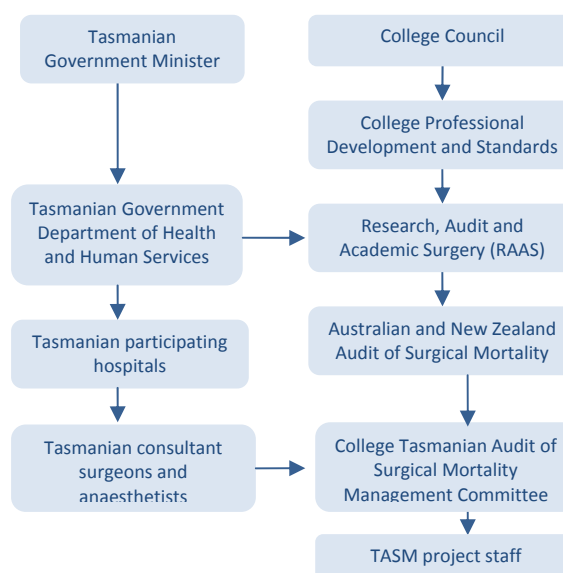 Tasmanian
Government Minister
College Council
College Professional
Development and Standards
Tasmanian Government
Department of Health
and Human Services
Research, Audit and
Academic Surgery (RAAS)
Tasmanian participating
hospitals
Australian and New Zealand
Audit of Surgical Mortality
Tasmanian consultant
surgeons and
anaesthetists
College Tasmanian Audit of
Surgical Mortality
Management Committee
TASM project staff